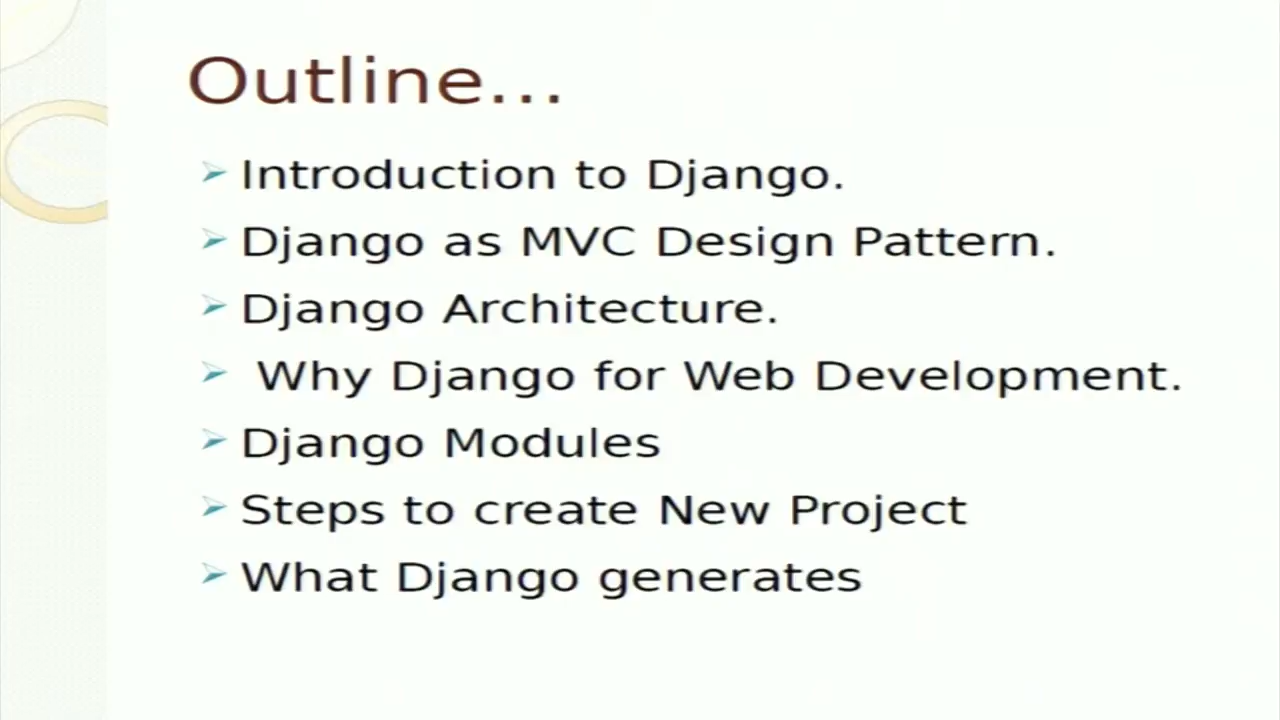 Outline...
Introduction to Django.
Django as MVC Design Pattern.
Django Architecture.
Why Django for Web Development.
Django Modules
Steps to create New Project
What Django generates